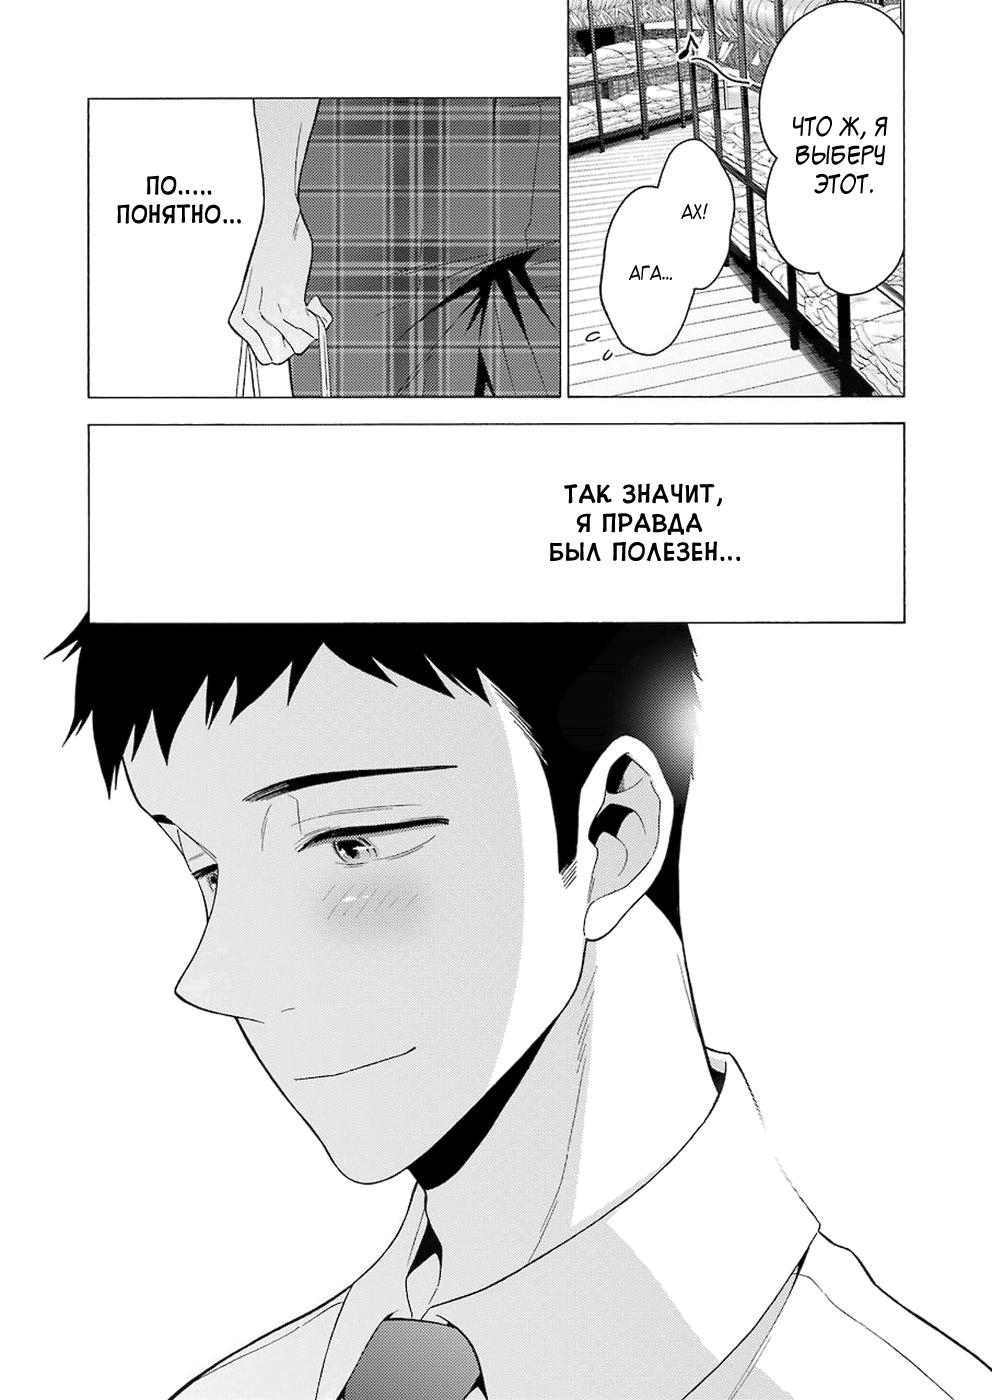 ЧТО Ж, Я
ВЫБЕРУ
ЭТОТ.
АХ!
АГА...
ПО.....
ПОНЯТНО...
ТАК ЗНАЧИТ,
Я ПРАВДА
БЫЛ ПОЛЕЗЕН...